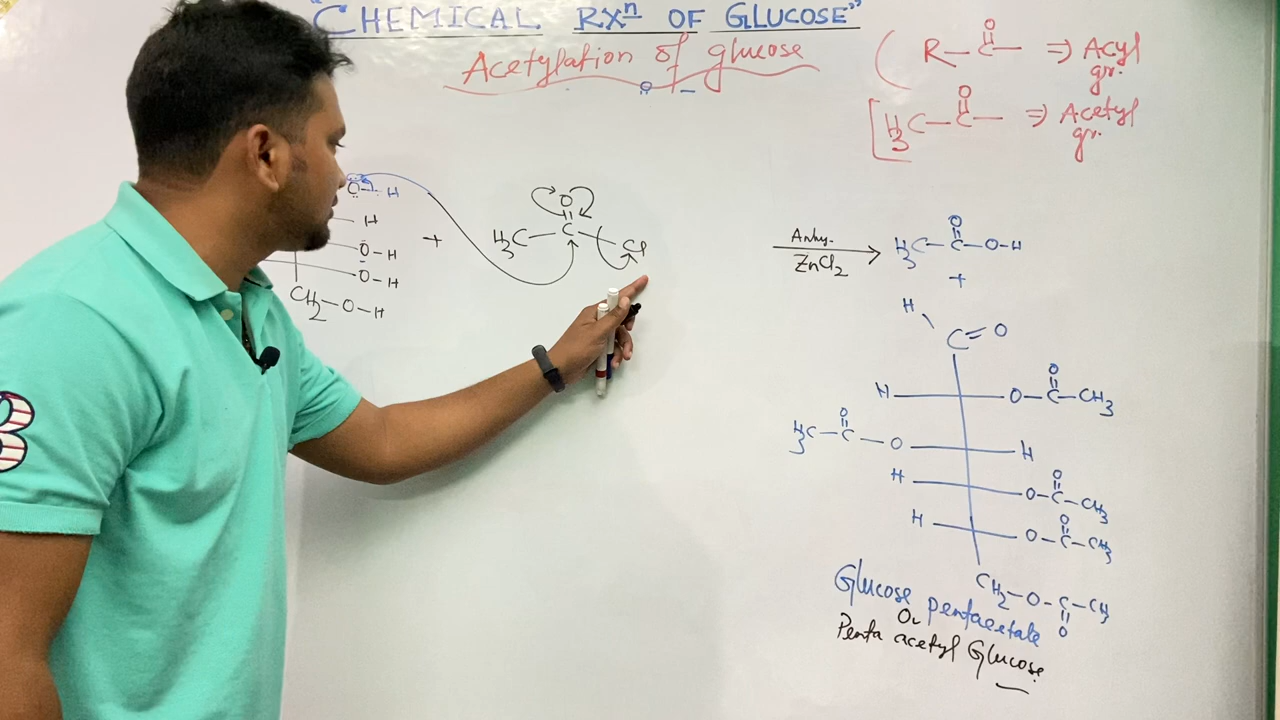 "CHEMICAL RXⁿ OF GLUCOSE"
Acetylation of glucose
R—C— ⇒ Acyl gr.
O
H₃C—C— ⇒ Acetyl gr.
O
O—H
H
O—H
O—H
CH₂—O—H
+
O
H₃C—C—Cl
Anhy.
ZnCl₂
O
H₃C—C—O—H
+
H
C=O
O
H O—C—CH₃
O
H₃C—C—O H
O
H O—C—CH₃
O
H O—C—CH₃
CH₂—O—C—CH₃
O
Glucose pentaacetate
Or
Penta acetyl Glucose